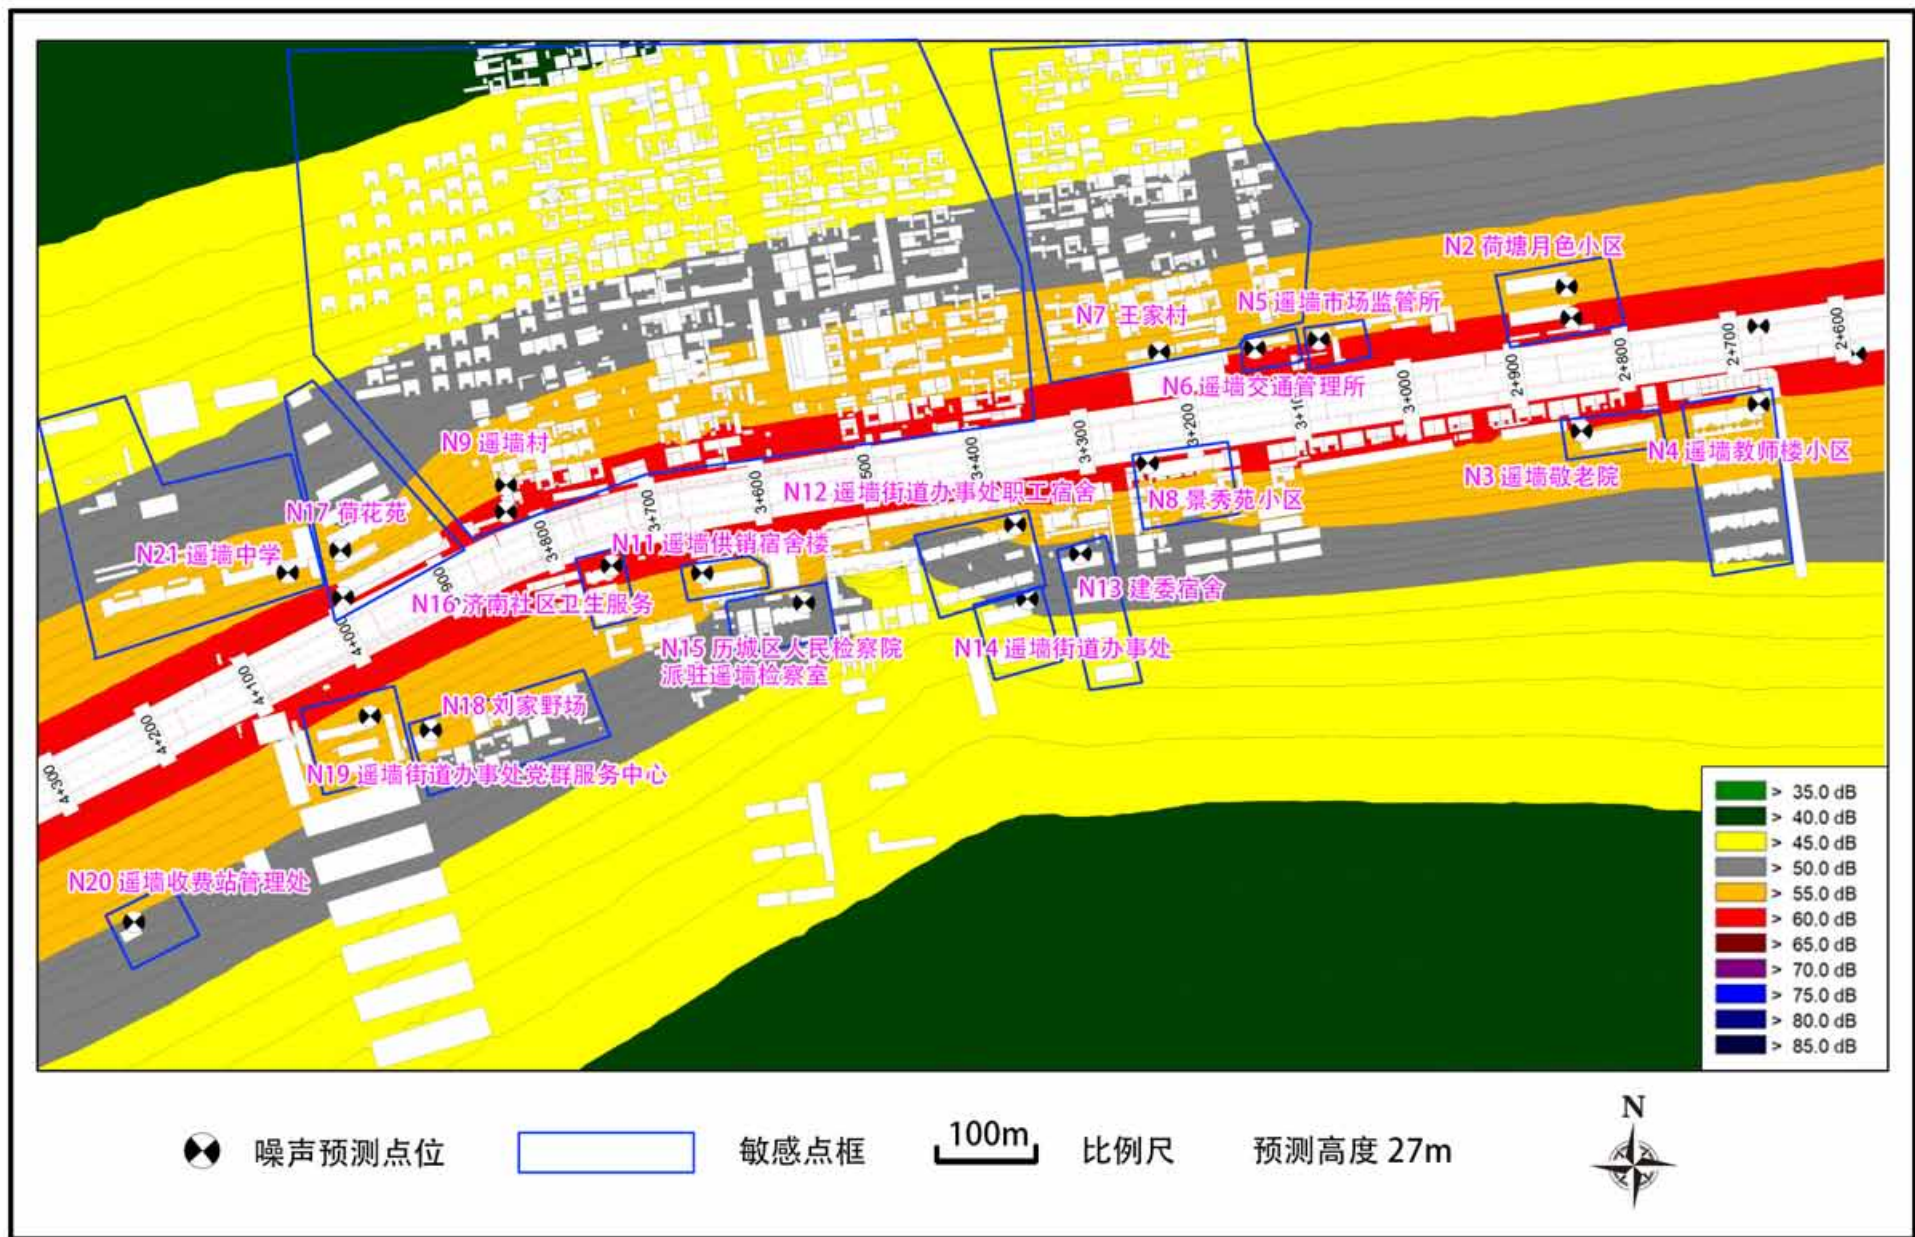 N2 荷塘月色小区
N5 遥墙市场监管所
N7 王家村
N6 遥墙交通管理所
2+600
2+700
2+800
2+900
3+000
3+10
3+200
3+300
3+400
500
3+600
3+700
3+800
900
4+000
4+100
4+200
4+300
N9 遥墙村
N4 遥墙教师楼小区
N3 遥墙敬老院
N12 遥墙街道办事处职工宿舍
N8 景秀苑小区
N17 荷花苑
N11 遥墙供销宿舍楼
N21 遥墙中学
N13 建委宿舍
N16 济南社区卫生服务
N15 历城区人民检察院
派驻遥墙检察室
N14 遥墙街道办事处
N18 刘家野场
N19 遥墙街道办事处党群服务中心
N20 遥墙收费站管理处
> 35.0 dB
> 40.0 dB
> 45.0 dB
> 50.0 dB
> 55.0 dB
> 60.0 dB
> 65.0 dB
> 70.0 dB
> 75.0 dB
> 80.0 dB
> 85.0 dB
噪声预测点位
敏感点框
100m
比例尺
预测高度 27m
N